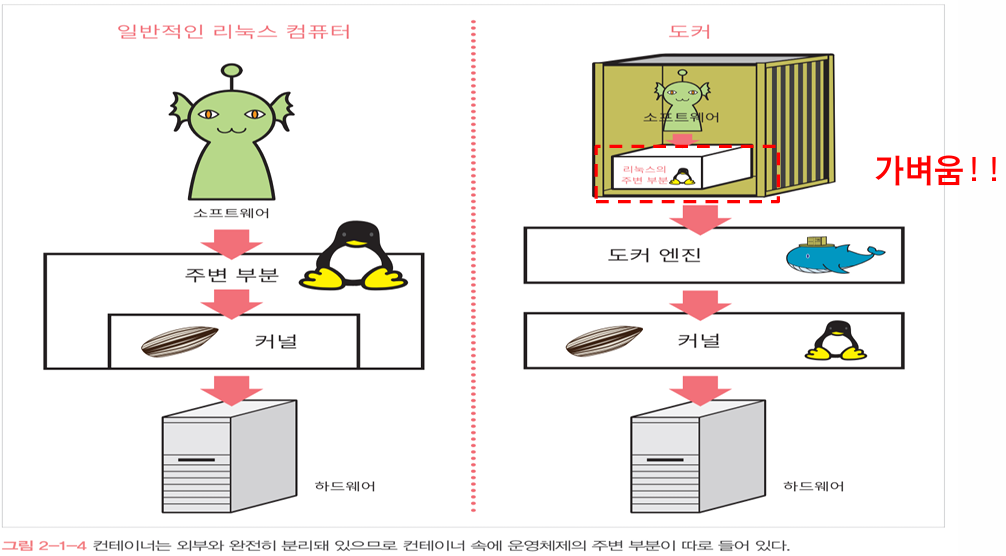 일반적인 리눅스 컴퓨터
소프트웨어
주변 부분
커널
하드웨어
도커
소프트웨어
리눅스의
주변 부분
가벼움!!
도커 엔진
커널
하드웨어
그림 2-1-4 컨테이너는 외부와 완전히 분리돼 있으므로 컨테이너 속에 운영체제의 주변 부분이 따로 들어 있다.